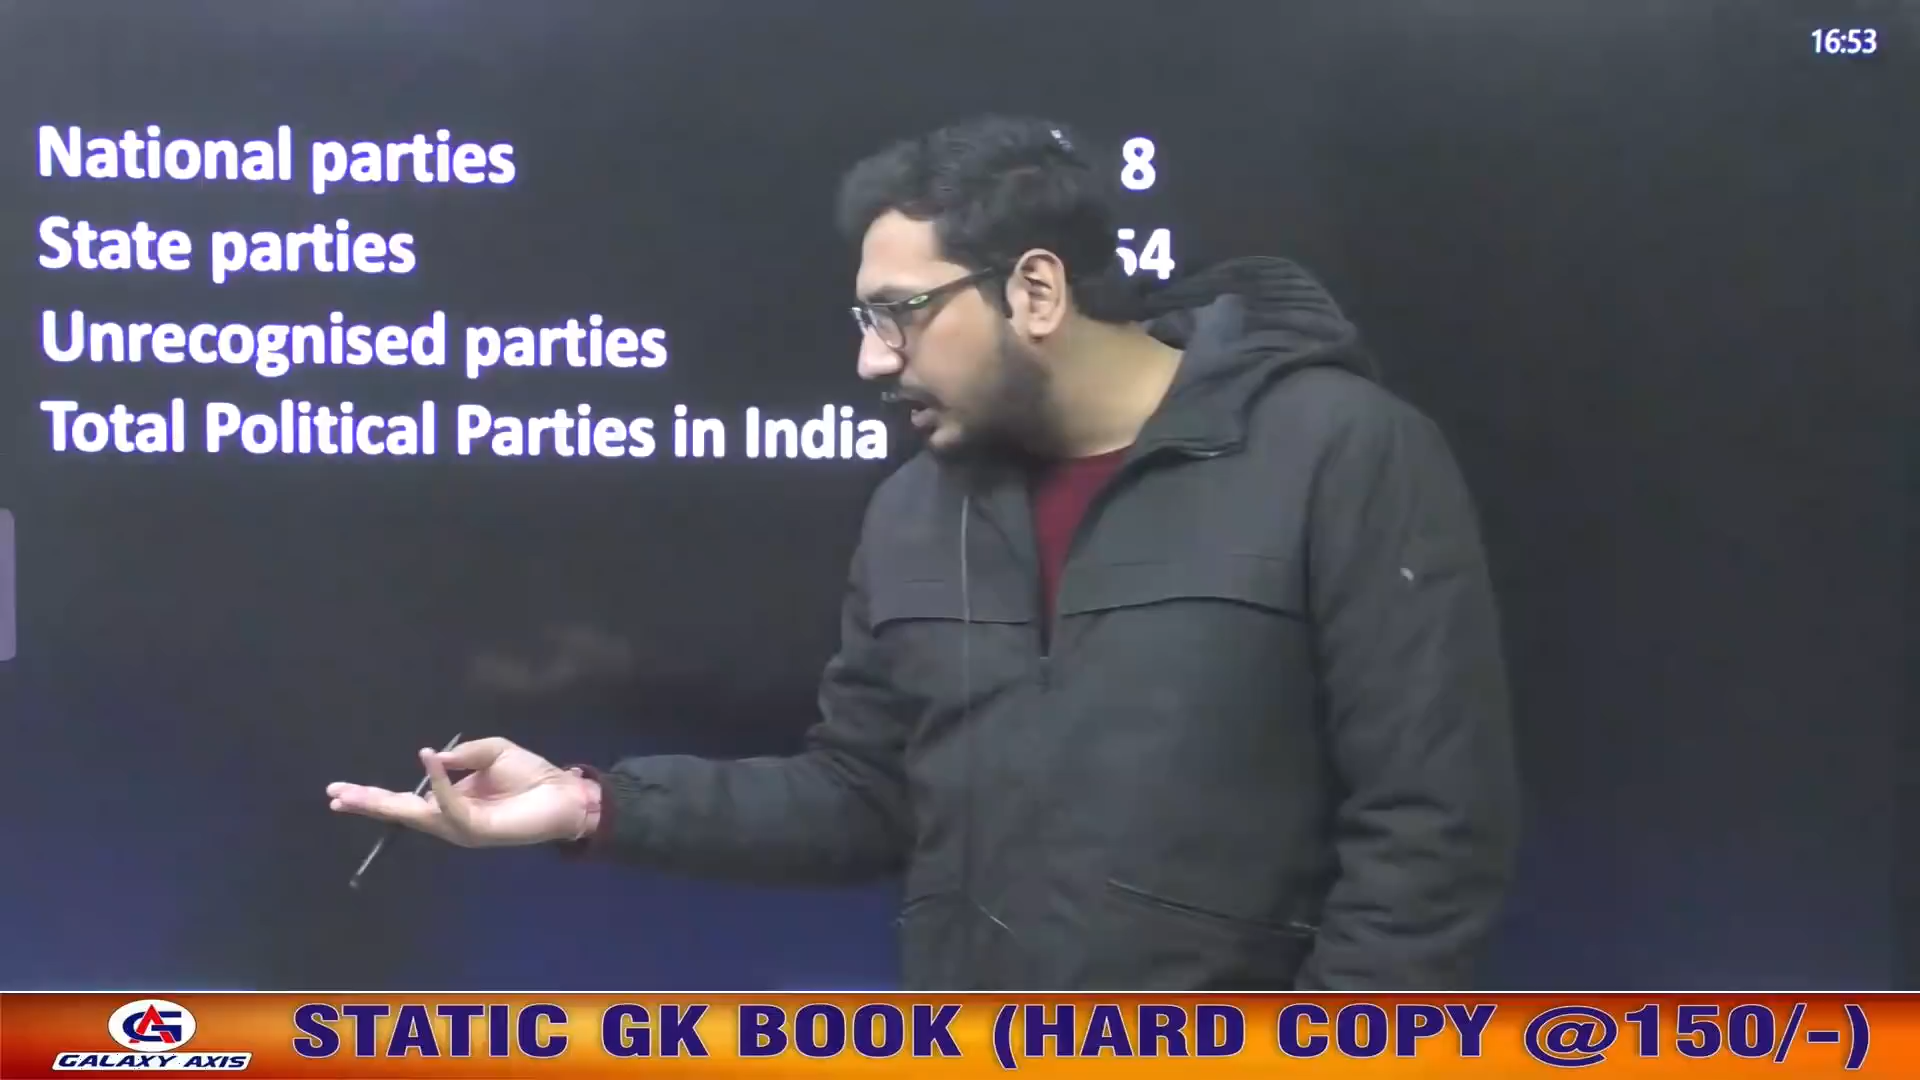 16:53
National parties 8
State parties 54
Unrecognised parties
Total Political Parties in India
GALAXY AXIS
STATIC GK BOOK (HARD COPY @150/-)